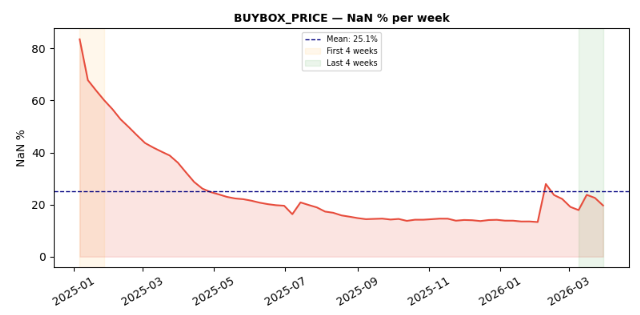 BUYBOX_PRICE — NaN % per week
Mean: 25.1%
First 4 weeks
Last 4 weeks
NaN %
80
60
40
20
0
2025-01
2025-03
2025-05
2025-07
2025-09
2025-11
2026-01
2026-03